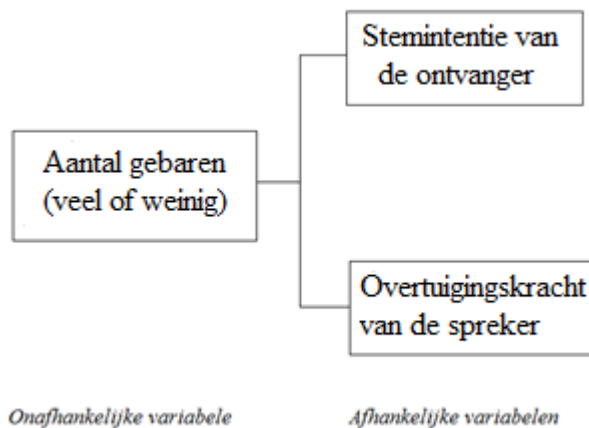 Stemintentie van
de ontvanger
Aantal gebaren
(veel of weinig)
Overtuigingskracht
van de spreker
Onafhankelijke variabele
Afhankelijke variabelen